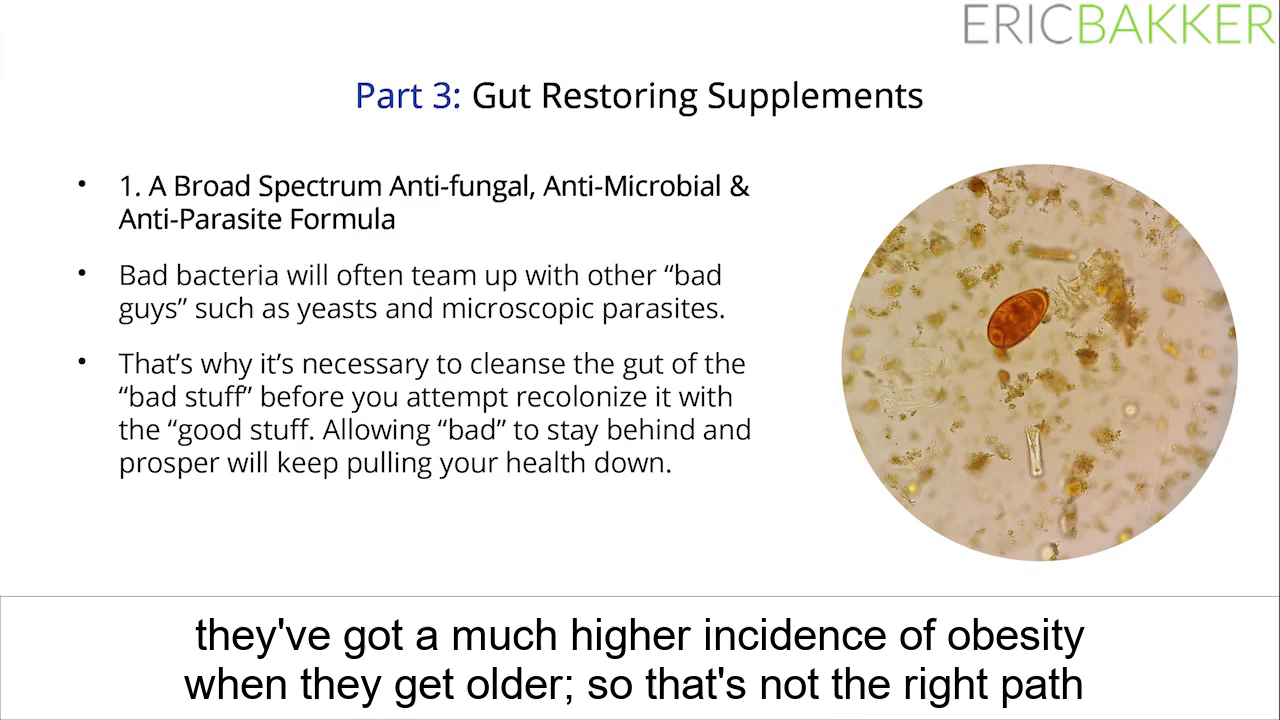 ERICBAKKER
Part 3: Gut Restoring Supplements
• 1. A Broad Spectrum Anti-fungal, Anti-Microbial &
Anti-Parasite Formula
• Bad bacteria will often team up with other “bad
guys” such as yeasts and microscopic parasites.
• That’s why it’s necessary to cleanse the gut of the
“bad stuff” before you attempt recolonize it with
the “good stuff. Allowing “bad” to stay behind and
prosper will keep pulling your health down.
they've got a much higher incidence of obesity
when they get older; so that's not the right path